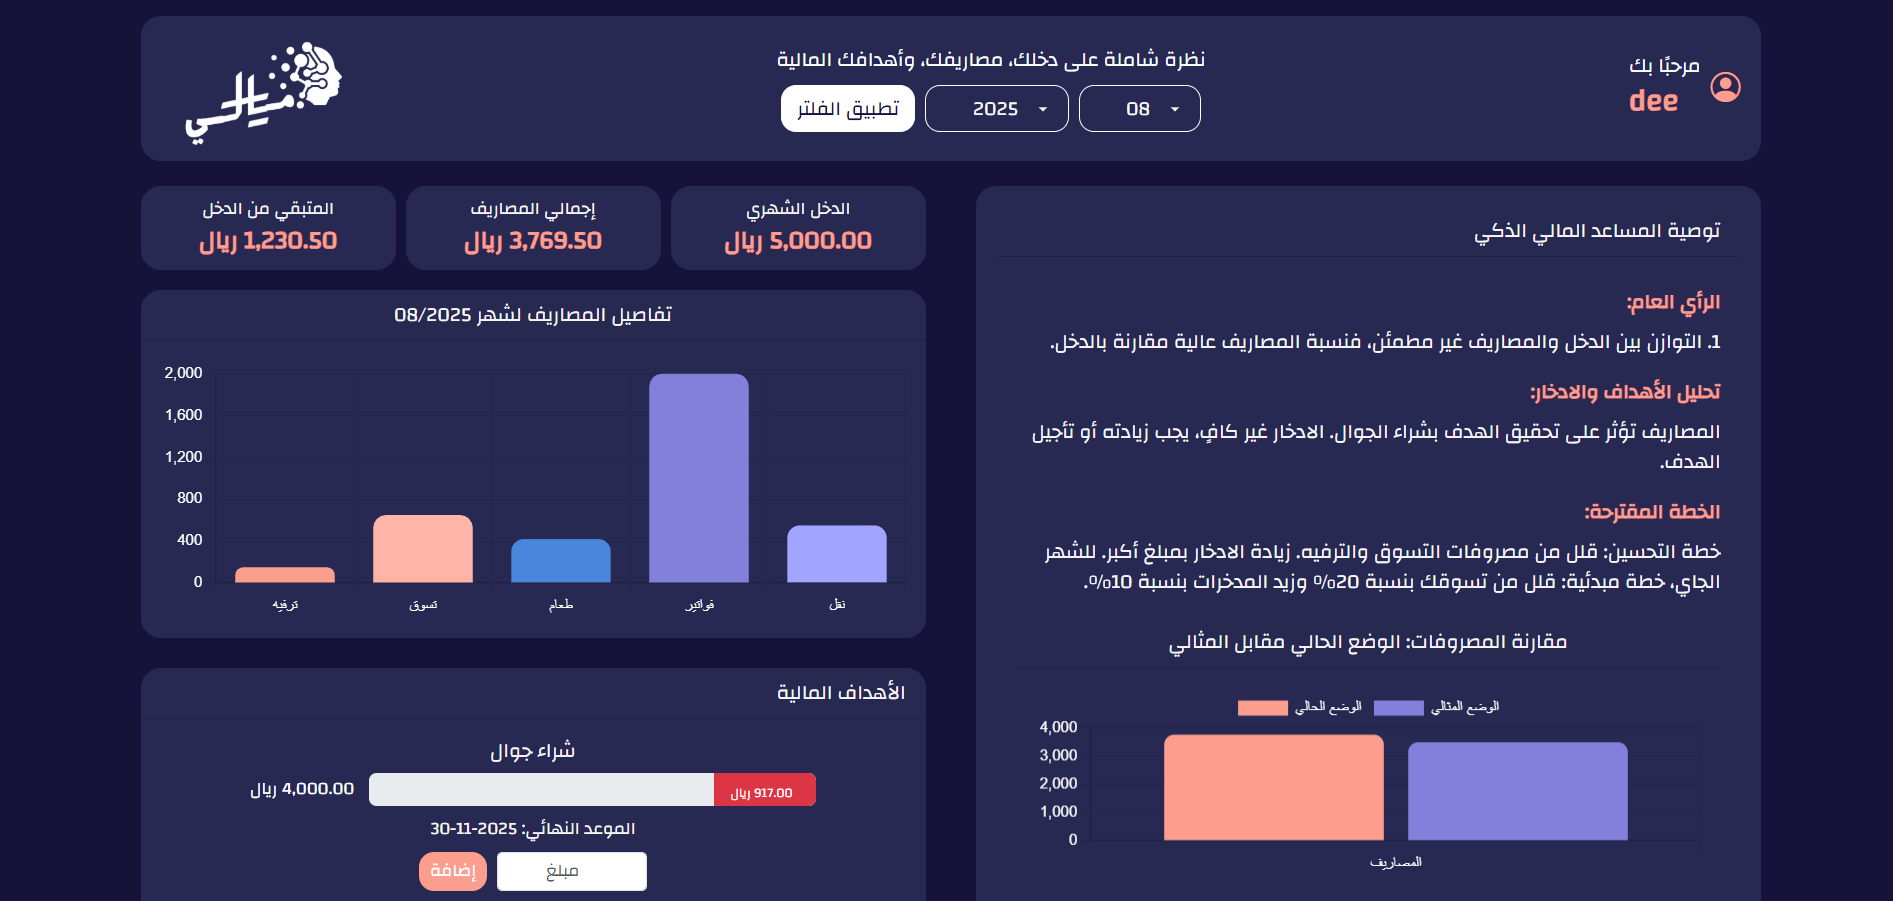 مرحبًا بك
dee
نظرة شاملة على دخلك، مصاريفك، وأهدافك المالية
08
2025
تطبيق الفلتر
ميالي
توصية المساعد المالي الذكي
الرأي العام:
1. التوازن بين الدخل والمصاريف غير مطمئن، فنسبة المصاريف عالية مقارنة بالدخل.
تحليل الأهداف والادخار:
المصاريف تؤثر على تحقيق الهدف بشراء الجوال. الادخار غير كافٍ، يجب زيادته أو تأجيل
الهدف.
الخطة المقترحة:
خطة التحسين: قلل من مصروفات التسوق والترفيه. زيادة الادخار بمبلغ أكبر. للشهر
الجاي، خطة مبدئية: قلل من تسوقك بنسبة 20% وزيد المدخرات بنسبة 10%.
مقارنة المصروفات: الوضع الحالي مقابل المثالي
الوضع المثالي
الوضع الحالي
4,000
3,000
2,000
1,000
0
المصاريف
الدخل الشهري
5,000.00 ريال
إجمالي المصاريف
3,769.50 ريال
المتبقي من الدخل
1,230.50 ريال
تفاصيل المصاريف لشهر 08/2025
2,000
1,600
1,200
800
400
0
نقل
فواتير
طعام
تسوق
ترفيه
الأهداف المالية
شراء جوال
917.00 ريال
4,000.00 ريال
الموعد النهائي: 2025-11-30
مبلغ
إضافة